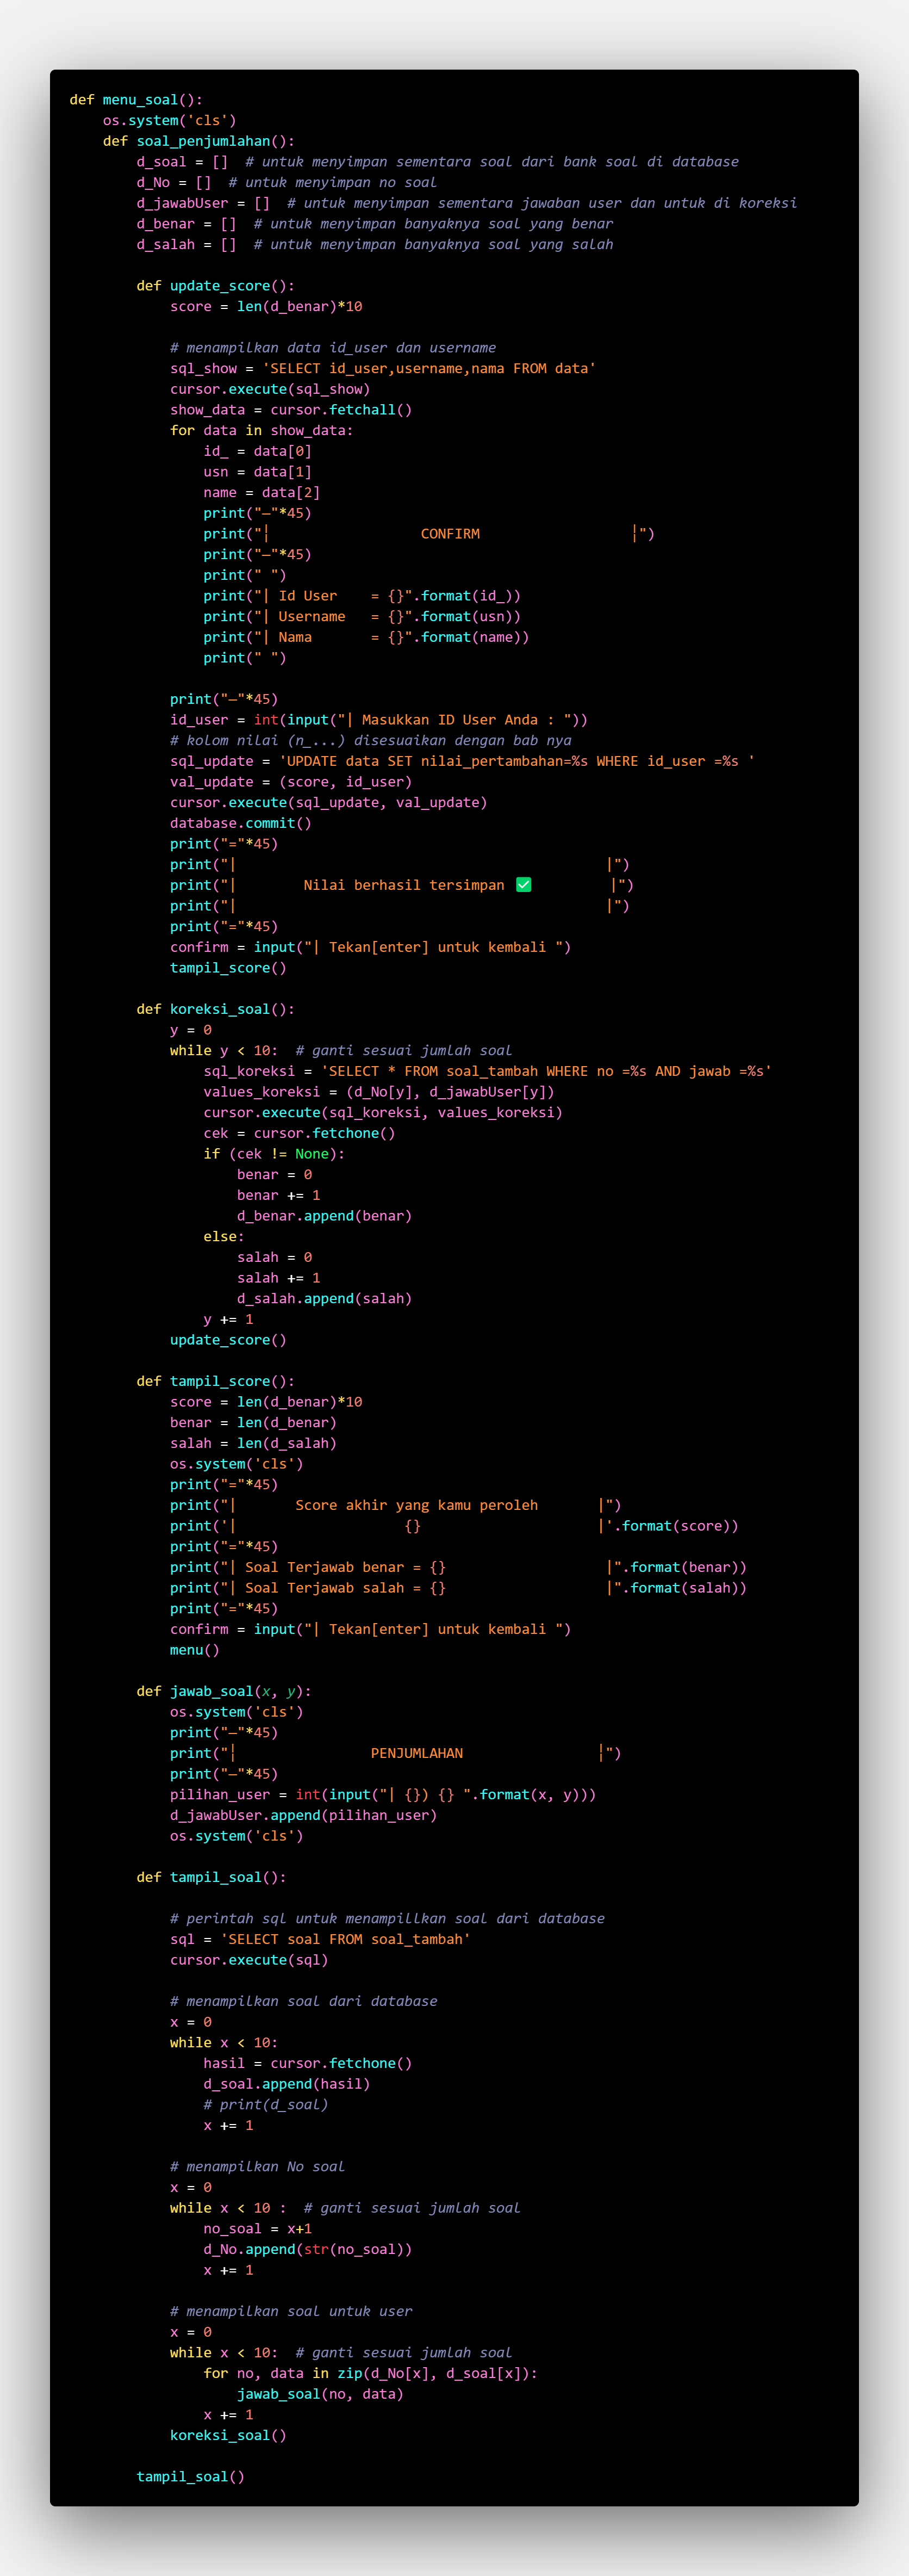 def menu_soal():
    os.system('cls')
    def soal_penjumlahan():
        d_soal = []  # untuk menyimpan sementara soal dari bank soal di database
        d_No = []  # untuk menyimpan no soal
        d_jawabUser = []  # untuk menyimpan sementara jawaban user dan untuk di koreksi
        d_benar = []  # untuk menyimpan banyaknya soal yang benar
        d_salah = []  # untuk menyimpan banyaknya soal yang salah

        def update_score():
            score = len(d_benar)*10

            # menampilkan data id_user dan username
            sql_show = 'SELECT id_user,username,nama FROM data'
            cursor.execute(sql_show)
            show_data = cursor.fetchall()
            for data in show_data:
                id_ = data[0]
                usn = data[1]
                name = data[2]
                print("—"*45)
                print("¦                  CONFIRM                  ¦")
                print("—"*45)
                print(" ")
                print("| Id User    = {}".format(id_))
                print("| Username   = {}".format(usn))
                print("| Nama       = {}".format(name))
                print(" ")

            print("—"*45)
            id_user = int(input("| Masukkan ID User Anda : "))
            # kolom nilai (n_...) disesuaikan dengan bab nya
            sql_update = 'UPDATE data SET nilai_pertambahan=%s WHERE id_user =%s '
            val_update = (score, id_user)
            cursor.execute(sql_update, val_update)
            database.commit()
            print("="*45)
            print("|                                            |")
            print("|        Nilai berhasil tersimpan ✅         |")
            print("|                                            |")
            print("="*45)
            confirm = input("| Tekan[enter] untuk kembali ")
            tampil_score()

        def koreksi_soal():
            y = 0
            while y < 10:  # ganti sesuai jumlah soal
                sql_koreksi = 'SELECT * FROM soal_tambah WHERE no =%s AND jawab =%s'
                values_koreksi = (d_No[y], d_jawabUser[y])
                cursor.execute(sql_koreksi, values_koreksi)
                cek = cursor.fetchone()
                if (cek != None):
                    benar = 0
                    benar += 1
                    d_benar.append(benar)
                else:
                    salah = 0
                    salah += 1
                    d_salah.append(salah)
                y += 1
            update_score()

        def tampil_score():
            score = len(d_benar)*10
            benar = len(d_benar)
            salah = len(d_salah)
            os.system('cls')
            print("="*45)
            print("|       Score akhir yang kamu peroleh       |")
            print('|                    {}                     |'.format(score))
            print("="*45)
            print("| Soal Terjawab benar = {}                   |".format(benar))
            print("| Soal Terjawab salah = {}                   |".format(salah))
            print("="*45)
            confirm = input("| Tekan[enter] untuk kembali ")
            menu()

        def jawab_soal(x, y):
            os.system('cls')
            print("—"*45)
            print("¦                PENJUMLAHAN                ¦")
            print("—"*45)
            pilihan_user = int(input("| {}) {} ".format(x, y)))
            d_jawabUser.append(pilihan_user)
            os.system('cls')

        def tampil_soal():

            # perintah sql untuk menampillkan soal dari database
            sql = 'SELECT soal FROM soal_tambah'
            cursor.execute(sql)

            # menampilkan soal dari database
            x = 0
            while x < 10:
                hasil = cursor.fetchone()
                d_soal.append(hasil)
                # print(d_soal)
                x += 1

            # menampilkan No soal
            x = 0
            while x < 10 :  # ganti sesuai jumlah soal
                no_soal = x+1
                d_No.append(str(no_soal))
                x += 1

            # menampilkan soal untuk user
            x = 0
            while x < 10:  # ganti sesuai jumlah soal
                for no, data in zip(d_No[x], d_soal[x]):
                    jawab_soal(no, data)
                x += 1
            koreksi_soal()

        tampil_soal()